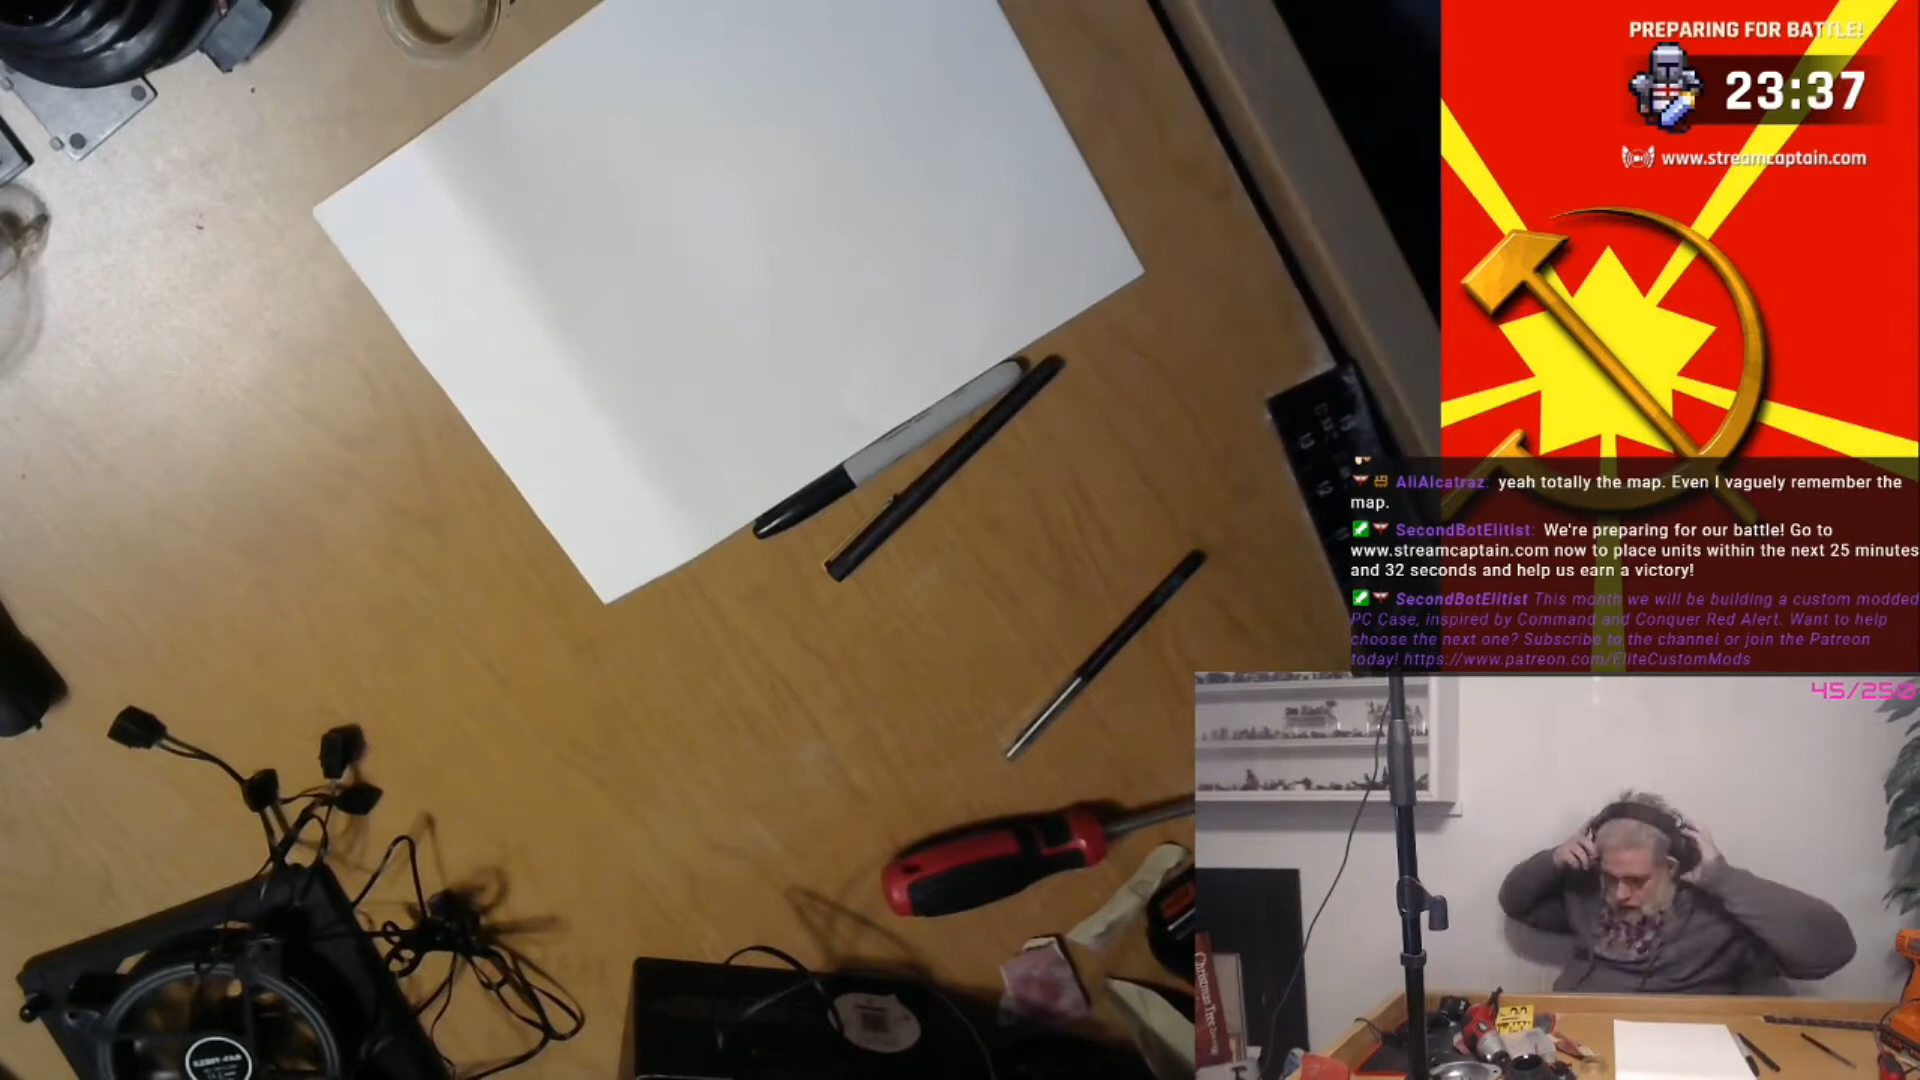 PREPARING FOR BATTLE!
23:37
www.streamcaptain.com
AliAlcatraz: yeah totally the map. Even I vaguely remember the
map.
SecondBotElitist: We're preparing for our battle! Go to
www.streamcaptain.com now to place units within the next 25 minutes
and 32 seconds and help us earn a victory!
SecondBotElitist This month we will be building a custom modded
PC Case, inspired by Command and Conquer Red Alert. Want to help
choose the next one? Subscribe to the channel or join the Patreon
today! https://www.patreon.com/EliteCustomMods
45/250
Christmas Tree